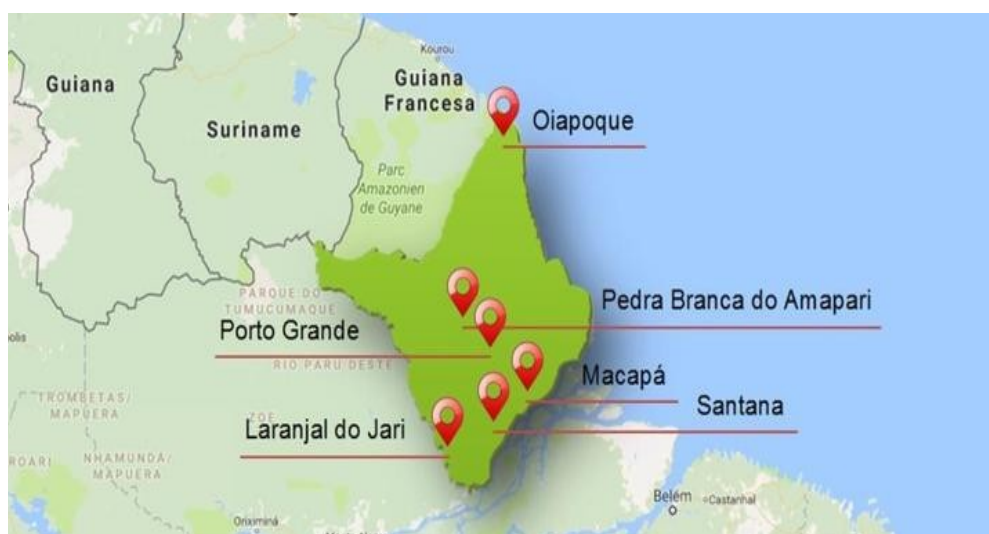 Kourou
Guiana
Guiana
Francesa
Oiapoque
Suriname
Parc
Amazonien
de Guyane
PARQUE DO
TUMUCUMAQUE
Pedra Branca do Amapari
Porto Grande
RIO PARU DESTE
Macapá
TROMBETAS/
MAPUERA
ZOÉ
Santana
Laranjal do Jari
NHAMUNDA/
MAPUERA
Belém
Castanhal
Oriximiná